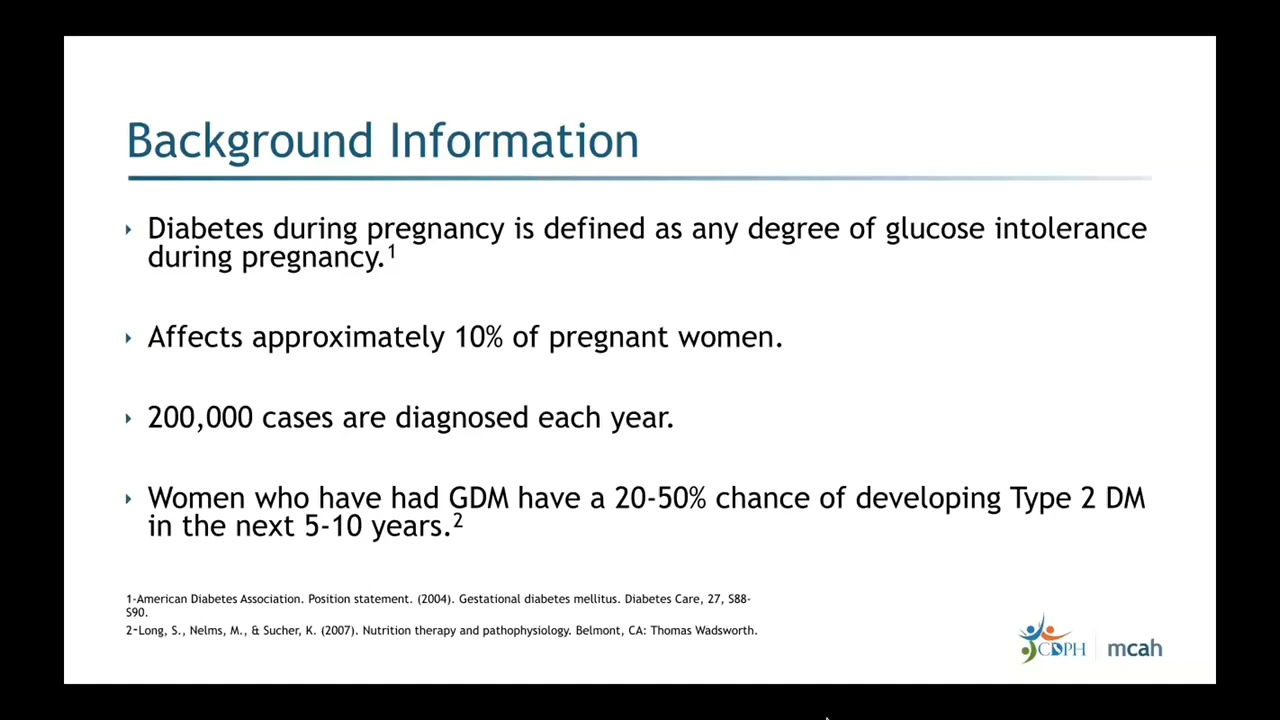 Background Information
Diabetes during pregnancy is defined as any degree of glucose intolerance
during pregnancy.¹
Affects approximately 10% of pregnant women.
200,000 cases are diagnosed each year.
Women who have had GDM have a 20-50% chance of developing Type 2 DM
in the next 5-10 years.²
1-American Diabetes Association. Position statement. (2004). Gestational diabetes mellitus. Diabetes Care, 27, S88-
S90.
2-Long, S., Nelms, M., & Sucher, K. (2007). Nutrition therapy and pathophysiology. Belmont, CA: Thomas Wadsworth.
CDPH mcah